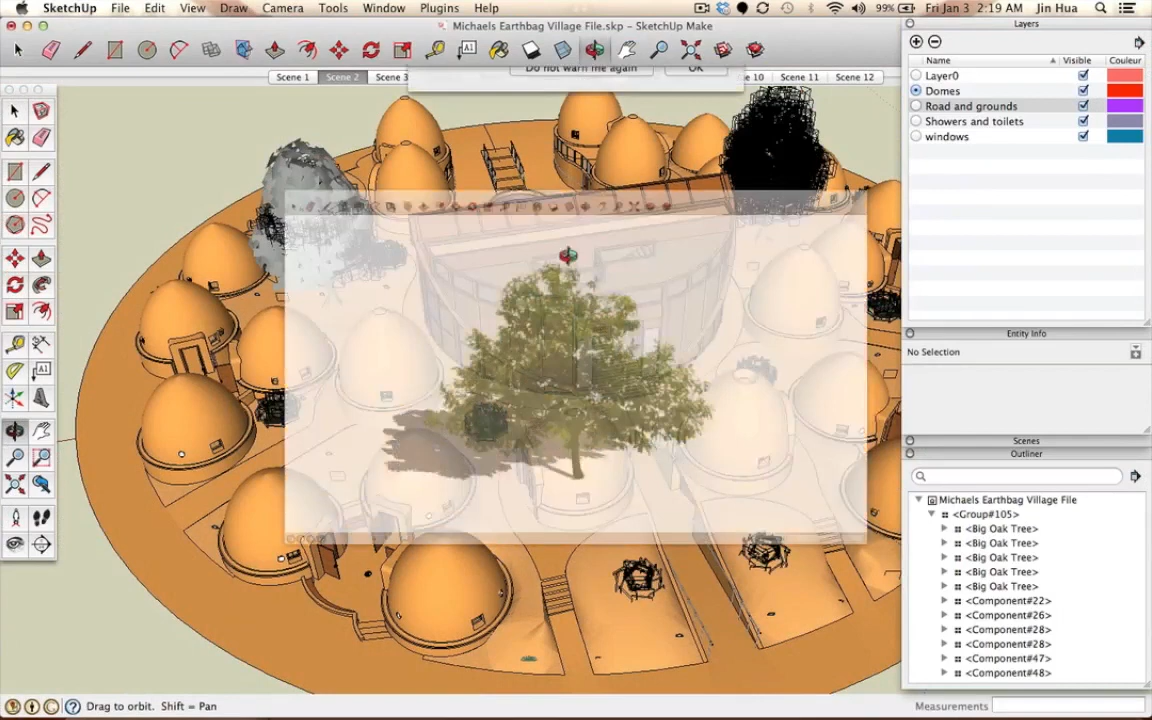 SketchUp File Edit View Draw Camera Tools Window Plugins Help 99% Fri Jan 3 2:19 AM Jin Hua
Michaels Earthbag Village File.skp – SketchUp Make
Layers
Name Visible Couleur
Layer0
Domes
Road and grounds
Showers and toilets
windows
Do not warn me again OK
Scene 1 Scene 2 Scene 3 Scene 11 Scene 12
Entity Info
No Selection
Scenes
Outliner
Michaels Earthbag Village File
<Group#105>
<Big Oak Tree>
<Big Oak Tree>
<Big Oak Tree>
<Big Oak Tree>
<Big Oak Tree>
<Component#22>
<Component#26>
<Component#28>
<Component#28>
<Component#47>
<Component#48>
Drag to orbit. Shift = Pan
Measurements